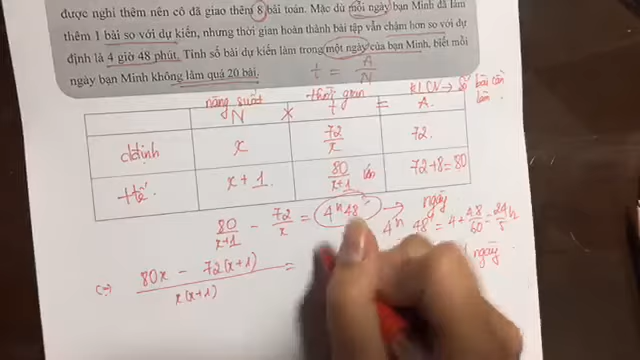 được nghỉ thêm nên cô đã giao thêm 8 bài toán. Mặc dù mỗi ngày bạn Minh đã làm
thêm 1 bài so với dự kiến, nhưng thời gian hoàn thành bài tập vẫn chậm hơn so với dự
định là 4 giờ 48 phút. Tính số bài dự kiến làm trong một ngày của bạn Minh, biết mỗi
ngày bạn Minh không làm quá 20 bài.
t = A/N
năng suất thời gian KLCV → số bài cần làm
N × t = A.
dự định x 72/x 72.
t.tế x + 1 80/(x+1) 72+8=80
80/(x+1) − 72/x = 4h48' → ngày
4h 48' = 4 + 48/60 = 24/5 h
ngày
<=> (80x − 72(x+1))/(x(x+1)) =